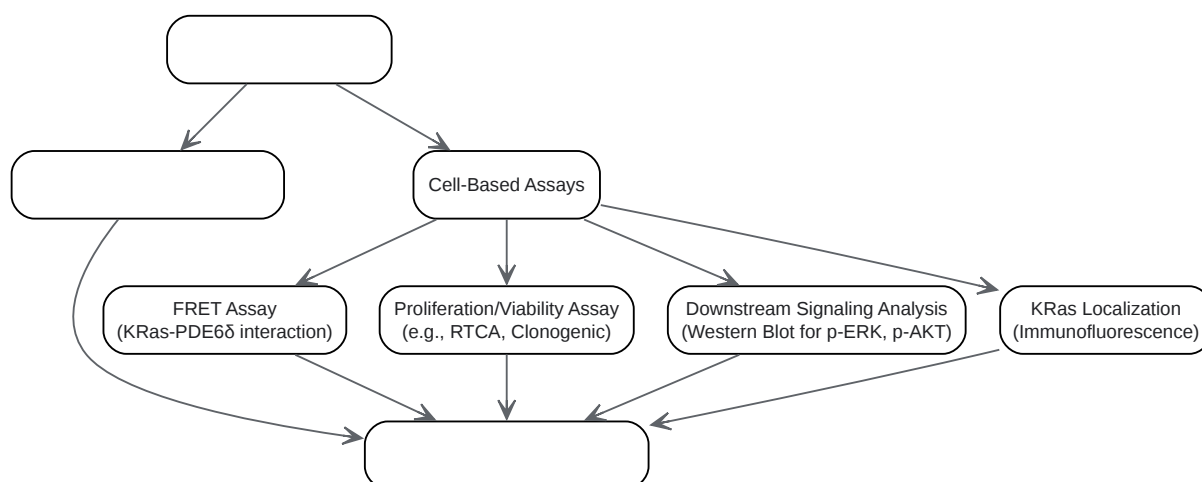 Cell-Based Assays
FRET Assay
(KRas-PDE6δ interaction)
Proliferation/Viability Assay
(e.g., RTCA, Clonogenic)
Downstream Signaling Analysis
(Western Blot for p-ERK, p-AKT)
KRas Localization
(Immunofluorescence)